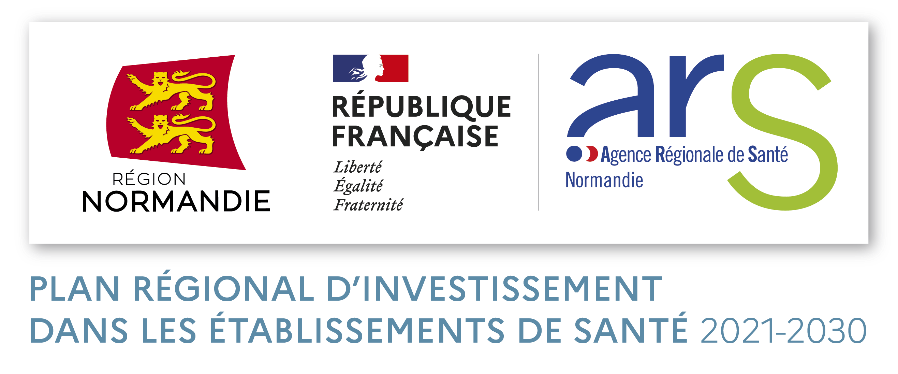 RÉGION
NORMANDIE
RÉPUBLIQUE
FRANÇAISE
Liberté
Égalité
Fraternité
ars
Agence Régionale de Santé
Normandie
PLAN RÉGIONAL D’INVESTISSEMENT
DANS LES ÉTABLISSEMENTS DE SANTÉ 2021-2030